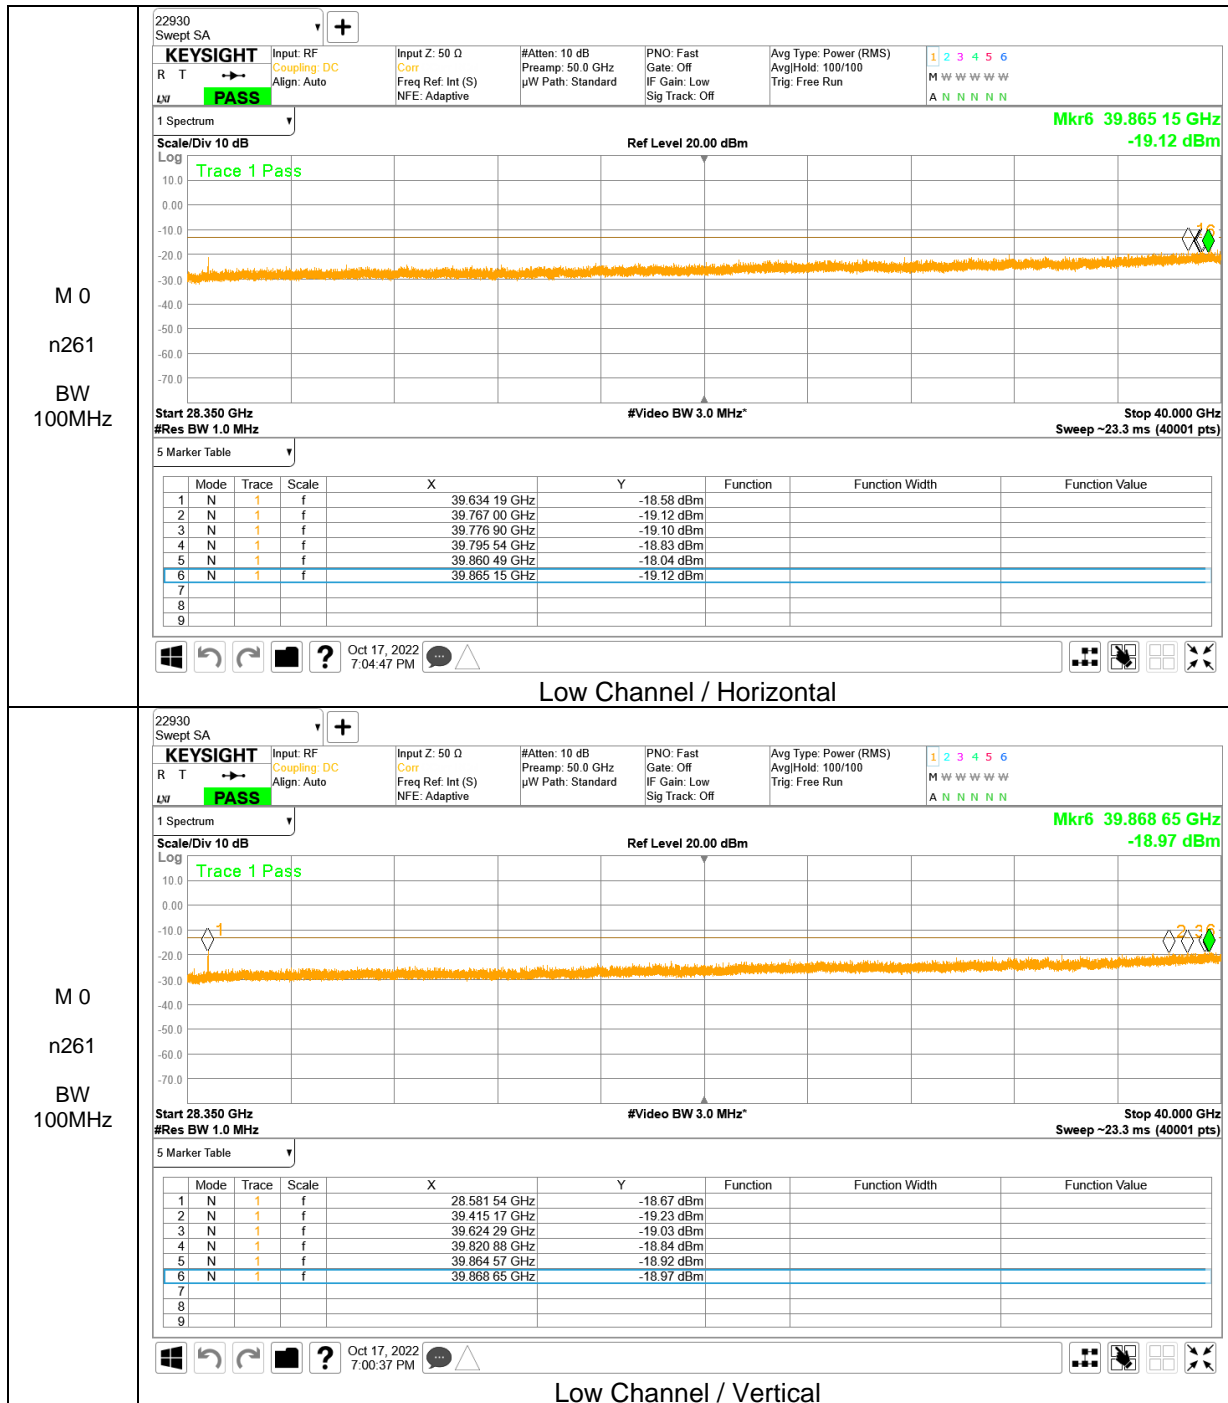 M 0
n261
BW
100MHz
22930
Swept SA
KEYSIGHT
R T
LXI
PASS
Input: RF
Coupling: DC
Align: Auto
Input Z: 50 Ω
Corr
Freq Ref: Int (S)
NFE: Adaptive
#Atten: 10 dB
Preamp: 50.0 GHz
µW Path: Standard
PNO: Fast
Gate: Off
IF Gain: Low
Sig Track: Off
Avg Type: Power (RMS)
Avg|Hold: 100/100
Trig: Free Run
1 2 3 4 5 6
M W W W W W
A N N N N N
1 Spectrum
Mkr6 39.865 15 GHz
Scale/Div 10 dB
Ref Level 20.00 dBm
-19.12 dBm
Log
Trace 1 Pass
10.0
0.00
-10.0
-20.0
-30.0
-40.0
-50.0
-60.0
-70.0
Start 28.350 GHz
#Video BW 3.0 MHz*
Stop 40.000 GHz
#Res BW 1.0 MHz
Sweep ~23.3 ms (40001 pts)
5 Marker Table
Mode Trace Scale X Y Function Function Width Function Value
1 N 1 f 39.634 19 GHz -18.58 dBm
2 N 1 f 39.767 00 GHz -19.12 dBm
3 N 1 f 39.776 90 GHz -19.10 dBm
4 N 1 f 39.795 54 GHz -18.83 dBm
5 N 1 f 39.860 49 GHz -18.04 dBm
6 N 1 f 39.865 15 GHz -19.12 dBm
7
8
9
?
Oct 17, 2022
7:04:47 PM
Low Channel / Horizontal
M 0
n261
BW
100MHz
22930
Swept SA
KEYSIGHT
R T
LXI
PASS
Input: RF
Coupling: DC
Align: Auto
Input Z: 50 Ω
Corr
Freq Ref: Int (S)
NFE: Adaptive
#Atten: 10 dB
Preamp: 50.0 GHz
µW Path: Standard
PNO: Fast
Gate: Off
IF Gain: Low
Sig Track: Off
Avg Type: Power (RMS)
Avg|Hold: 100/100
Trig: Free Run
1 2 3 4 5 6
M W W W W W
A N N N N N
1 Spectrum
Mkr6 39.868 65 GHz
Scale/Div 10 dB
Ref Level 20.00 dBm
-18.97 dBm
Log
Trace 1 Pass
10.0
0.00
-10.0
1
2
-20.0
-30.0
-40.0
-50.0
-60.0
-70.0
Start 28.350 GHz
#Video BW 3.0 MHz*
Stop 40.000 GHz
#Res BW 1.0 MHz
Sweep ~23.3 ms (40001 pts)
5 Marker Table
Mode Trace Scale X Y Function Function Width Function Value
1 N 1 f 28.581 54 GHz -18.67 dBm
2 N 1 f 39.415 17 GHz -19.23 dBm
3 N 1 f 39.624 29 GHz -19.03 dBm
4 N 1 f 39.820 88 GHz -18.84 dBm
5 N 1 f 39.864 57 GHz -18.92 dBm
6 N 1 f 39.868 65 GHz -18.97 dBm
7
8
9
?
Oct 17, 2022
7:00:37 PM
Low Channel / Vertical